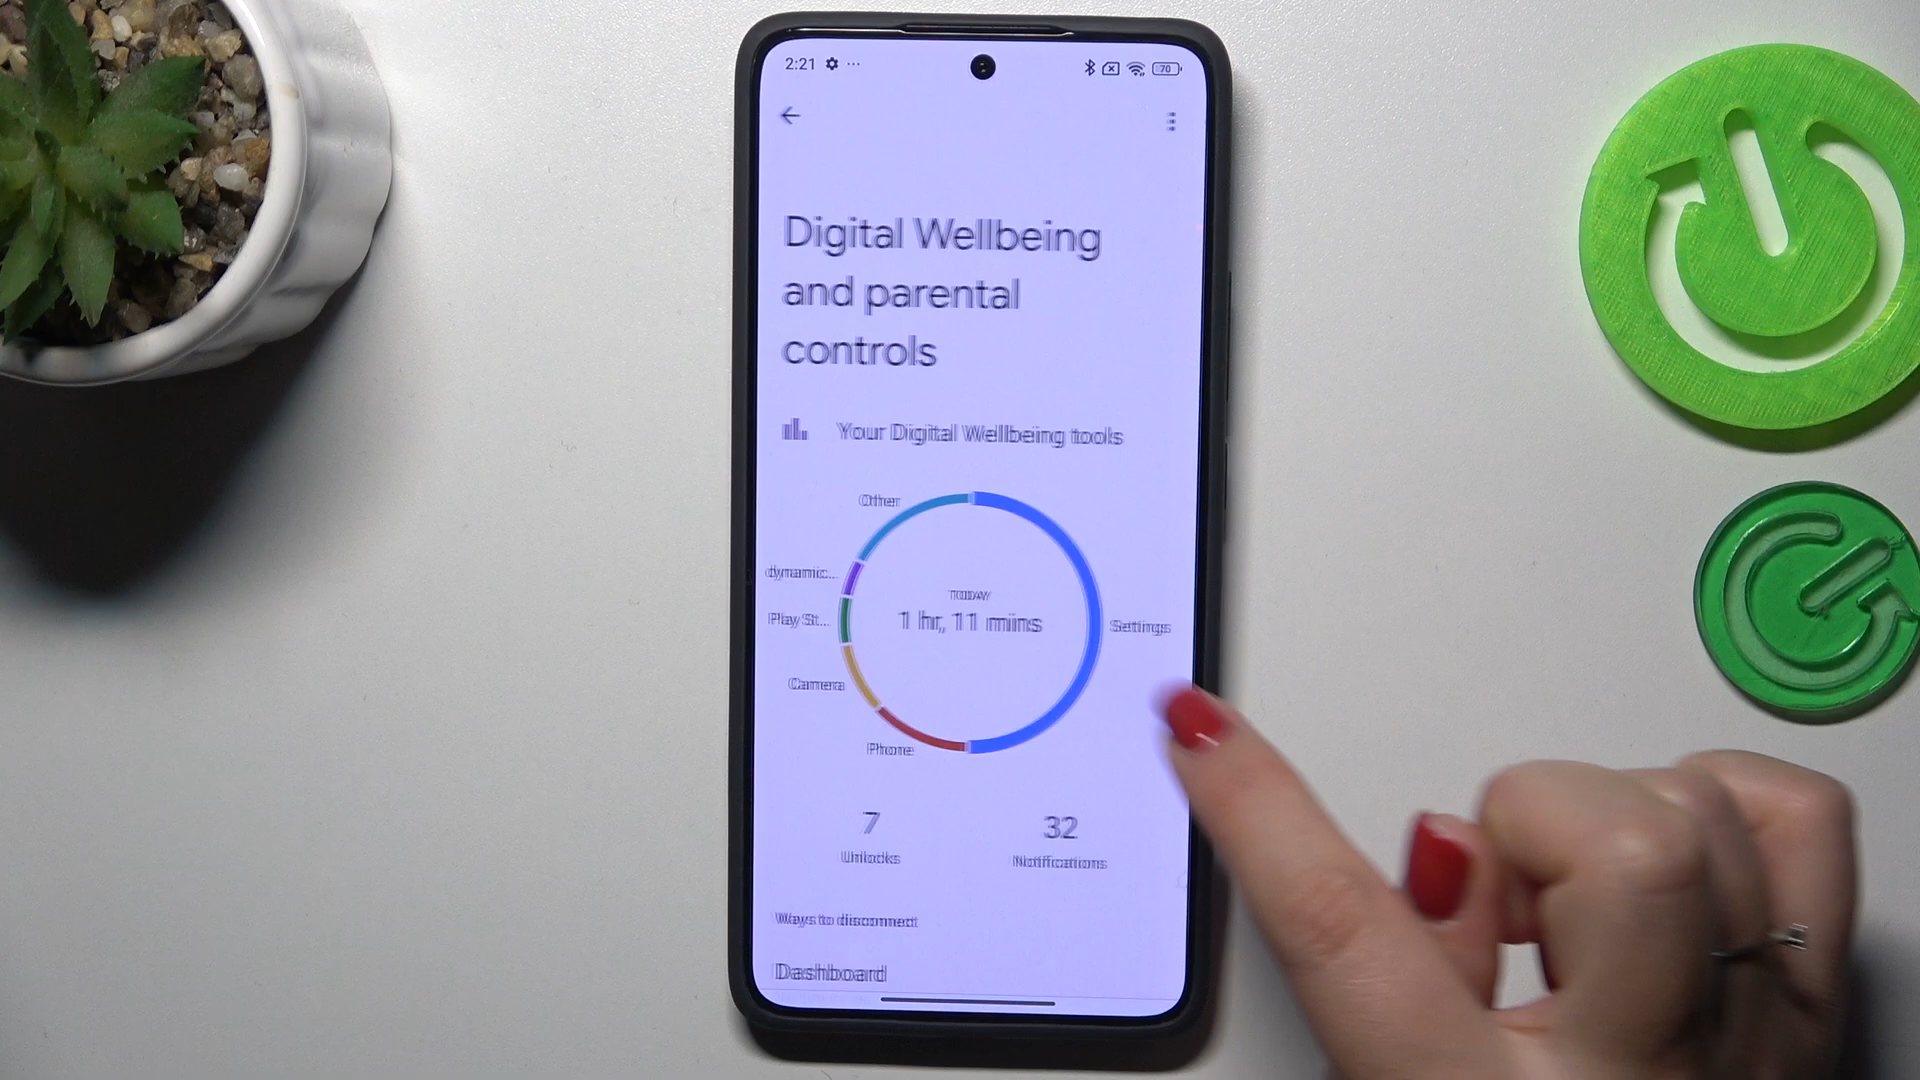 2:21 ...
70
Digital Wellbeing
and parental
controls
Your Digital Wellbeing tools
Other
dynamic...
TODAY
Play St...
1 hr, 11 mins
Settings
Camera
Phone
7
32
Unlocks
Notifications
Ways to disconnect
Dashboard